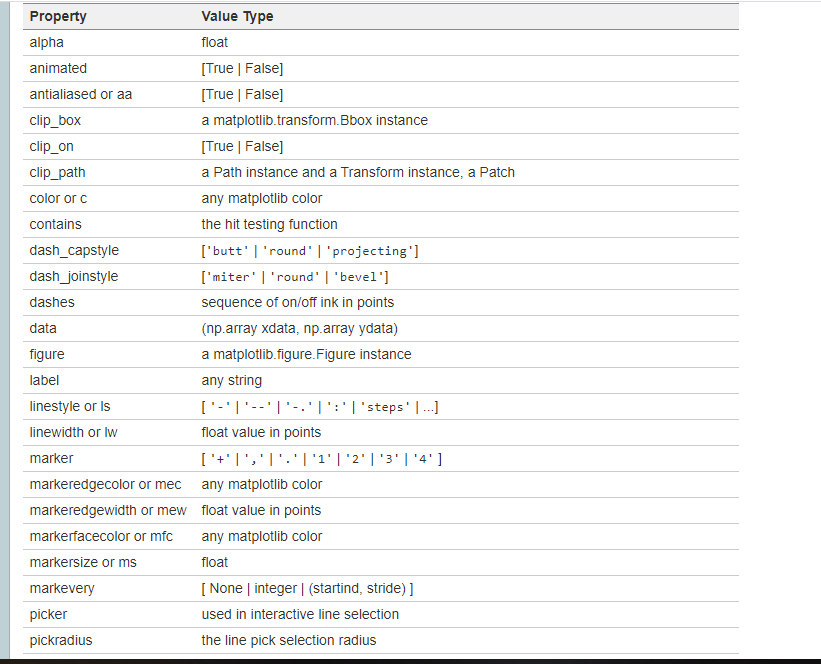 Property Value Type
alpha float
animated [True | False]
antialiased or aa [True | False]
clip_box a matplotlib.transform.Bbox instance
clip_on [True | False]
clip_path a Path instance and a Transform instance, a Patch
color or c any matplotlib color
contains the hit testing function
dash_capstyle ['butt' | 'round' | 'projecting']
dash_joinstyle ['miter' | 'round' | 'bevel']
dashes sequence of on/off ink in points
data (np.array xdata, np.array ydata)
figure a matplotlib.figure.Figure instance
label any string
linestyle or ls [ '-' | '--' | '-.' | ':' | 'steps' | ...]
linewidth or lw float value in points
marker [ '+' | ',' | '.' | '1' | '2' | '3' | '4' ]
markeredgecolor or mec any matplotlib color
markeredgewidth or mew float value in points
markerfacecolor or mfc any matplotlib color
markersize or ms float
markevery [ None | integer | (startind, stride) ]
picker used in interactive line selection
pickradius the line pick selection radius